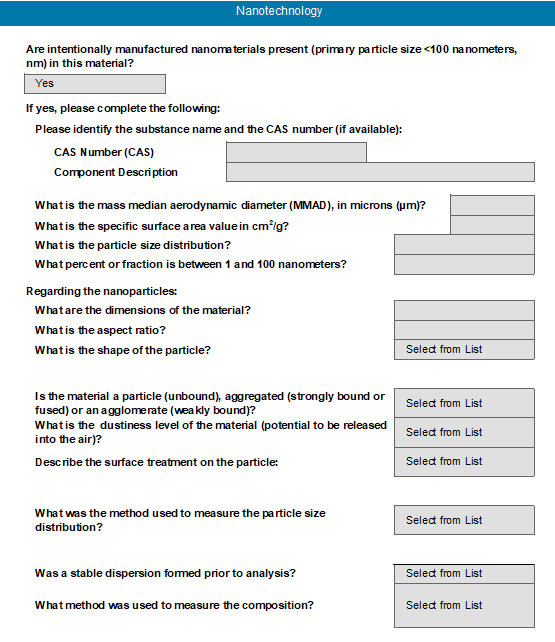 Nanotechnology
Are intentionally manufactured nanomaterials present (primary particle size <100 nanometers,
nm) in this material?
Yes
If yes, please complete the following:
Please identify the substance name and the CAS number (if available):
CAS Number (CAS)
Component Description
What is the mass median aerodynamic diameter (MMAD), in microns (µm)?
What is the specific surface area value in cm²/g?
What is the particle size distribution?
What percent or fraction is between 1 and 100 nanometers?
Regarding the nanoparticles:
What are the dimensions of the material?
What is the aspect ratio?
What is the shape of the particle? Select from List
Is the material a particle (unbound), aggregated (strongly bound or
fused) or an agglomerate (weakly bound)? Select from List
What is the dustiness level of the material (potential to be released
into the air)? Select from List
Describe the surface treatment on the particle: Select from List
What was the method used to measure the particle size
distribution? Select from List
Was a stable dispersion formed prior to analysis? Select from List
What method was used to measure the composition? Select from List